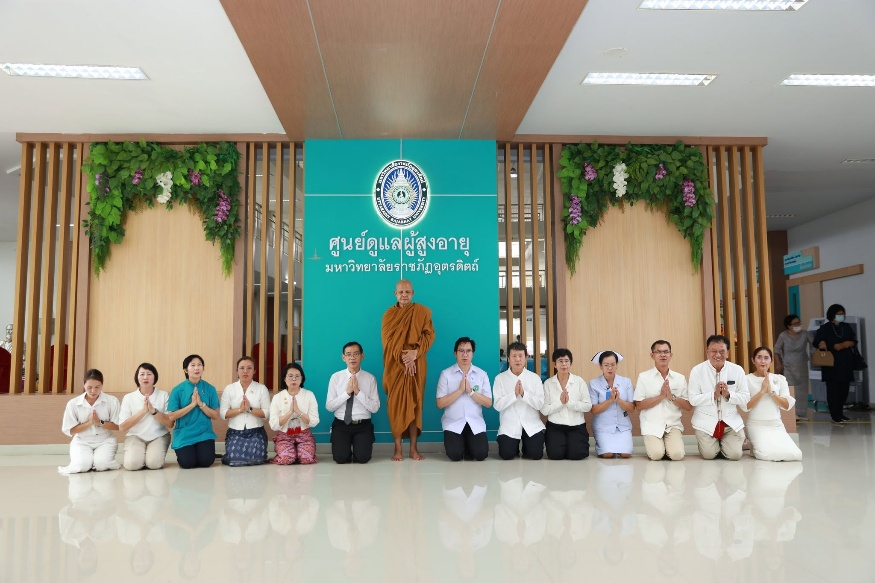 ศูนย์ดูแลผู้สูงอายุ
มหาวิทยาลัยราชภัฏอุตรดิตถ์